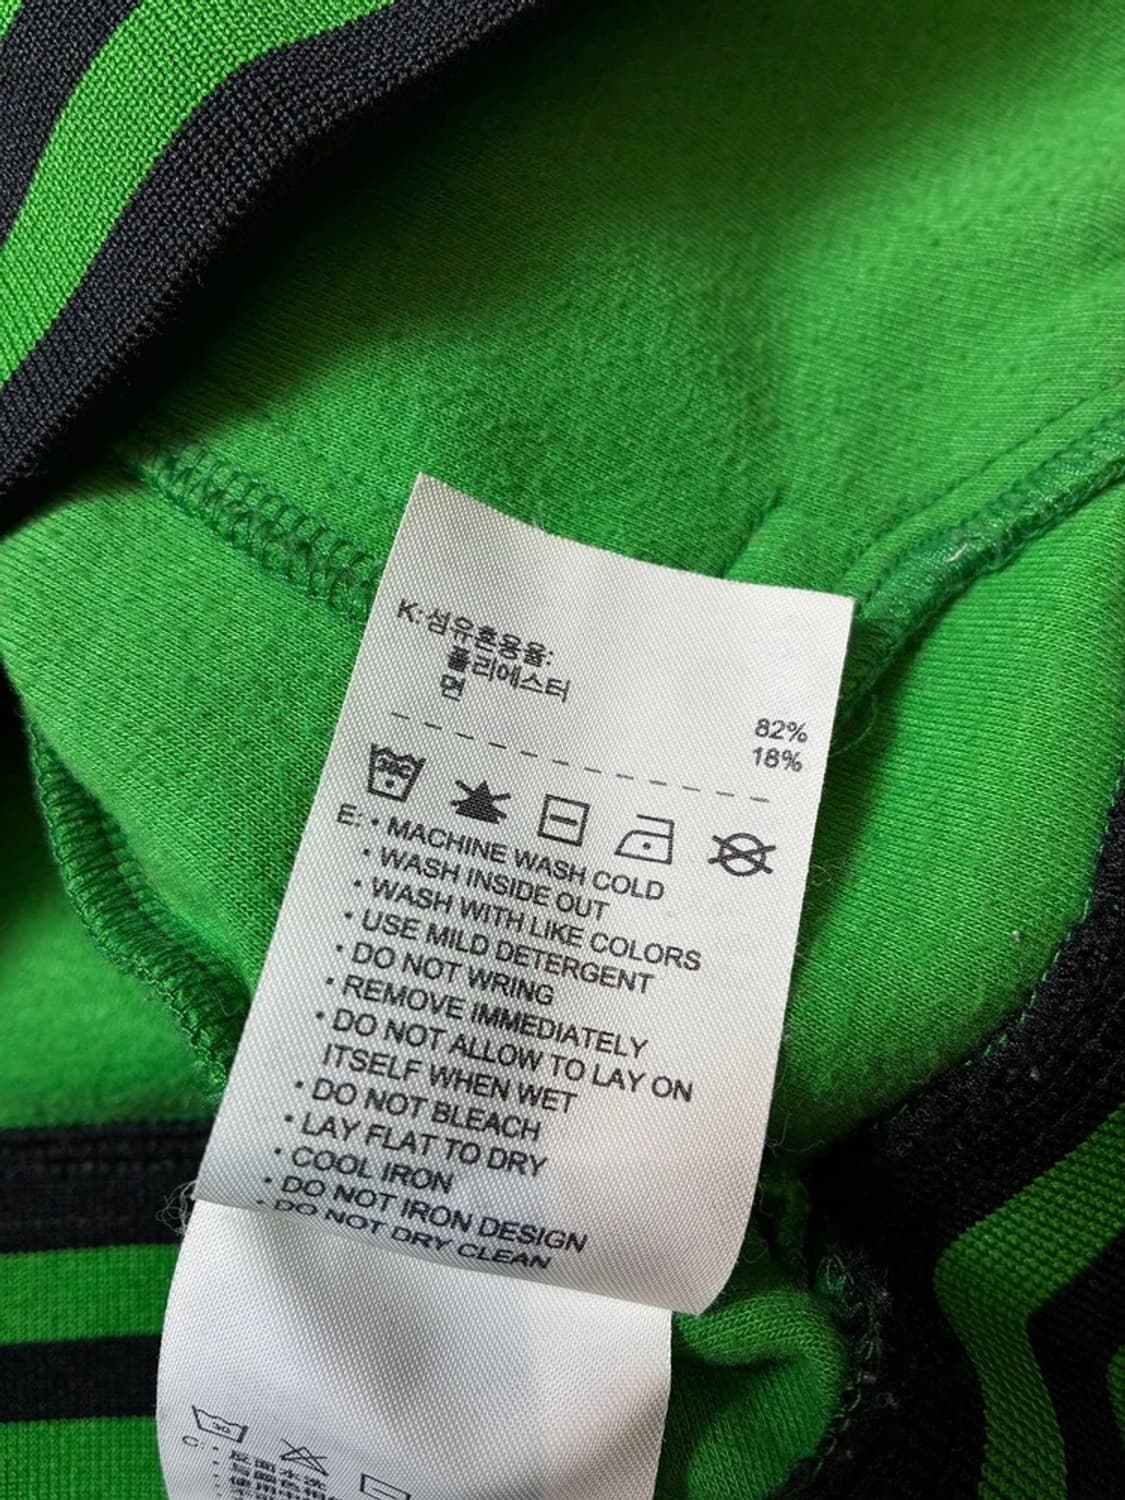 K: 섬유혼용율:
폴리에스터 82%
면 18%
E: • MACHINE WASH COLD
• WASH INSIDE OUT
• WASH WITH LIKE COLORS
• USE MILD DETERGENT
• DO NOT WRING
• REMOVE IMMEDIATELY
• DO NOT ALLOW TO LAY ON
ITSELF WHEN WET
• DO NOT BLEACH
• LAY FLAT TO DRY
• COOL IRON
• DO NOT IRON DESIGN
• DO NOT DRY CLEAN
30
C: •